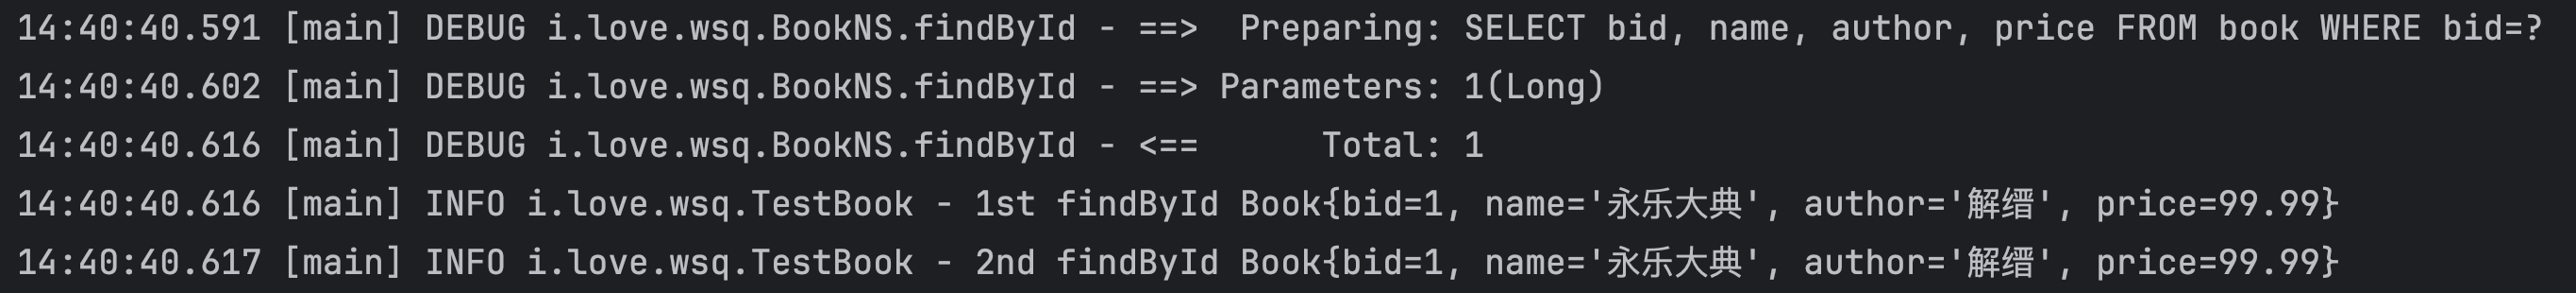 14:40:40.591 [main] DEBUG i.love.wsq.BookNS.findById - ==>  Preparing: SELECT bid, name, author, price FROM book WHERE bid=?
14:40:40.602 [main] DEBUG i.love.wsq.BookNS.findById - ==> Parameters: 1(Long)
14:40:40.616 [main] DEBUG i.love.wsq.BookNS.findById - <==      Total: 1
14:40:40.616 [main] INFO i.love.wsq.TestBook - 1st findById Book{bid=1, name='永乐大典', author='解缙', price=99.99}
14:40:40.617 [main] INFO i.love.wsq.TestBook - 2nd findById Book{bid=1, name='永乐大典', author='解缙', price=99.99}